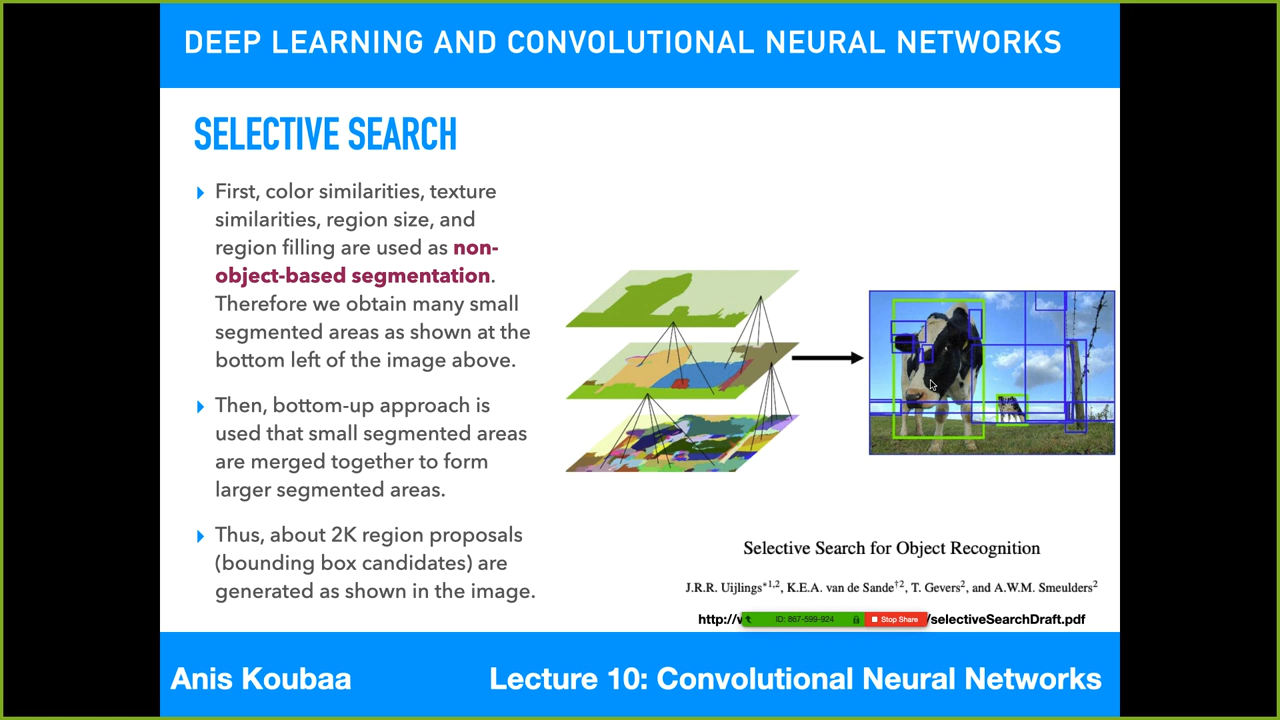 DEEP LEARNING AND CONVOLUTIONAL NEURAL NETWORKS
SELECTIVE SEARCH
First, color similarities, texture
similarities, region size, and
region filling are used as non-
object-based segmentation.
Therefore we obtain many small
segmented areas as shown at the
bottom left of the image above.
Then, bottom-up approach is
used that small segmented areas
are merged together to form
larger segmented areas.
Thus, about 2K region proposals
(bounding box candidates) are
generated as shown in the image.
Selective Search for Object Recognition
J.R.R. Uijlings*1,2, K.E.A. van de Sande†2, T. Gevers2, and A.W.M. Smeulders2
http://
ID: 867-599-924
Stop Share
/selectiveSearchDraft.pdf
Anis Koubaa
Lecture 10: Convolutional Neural Networks